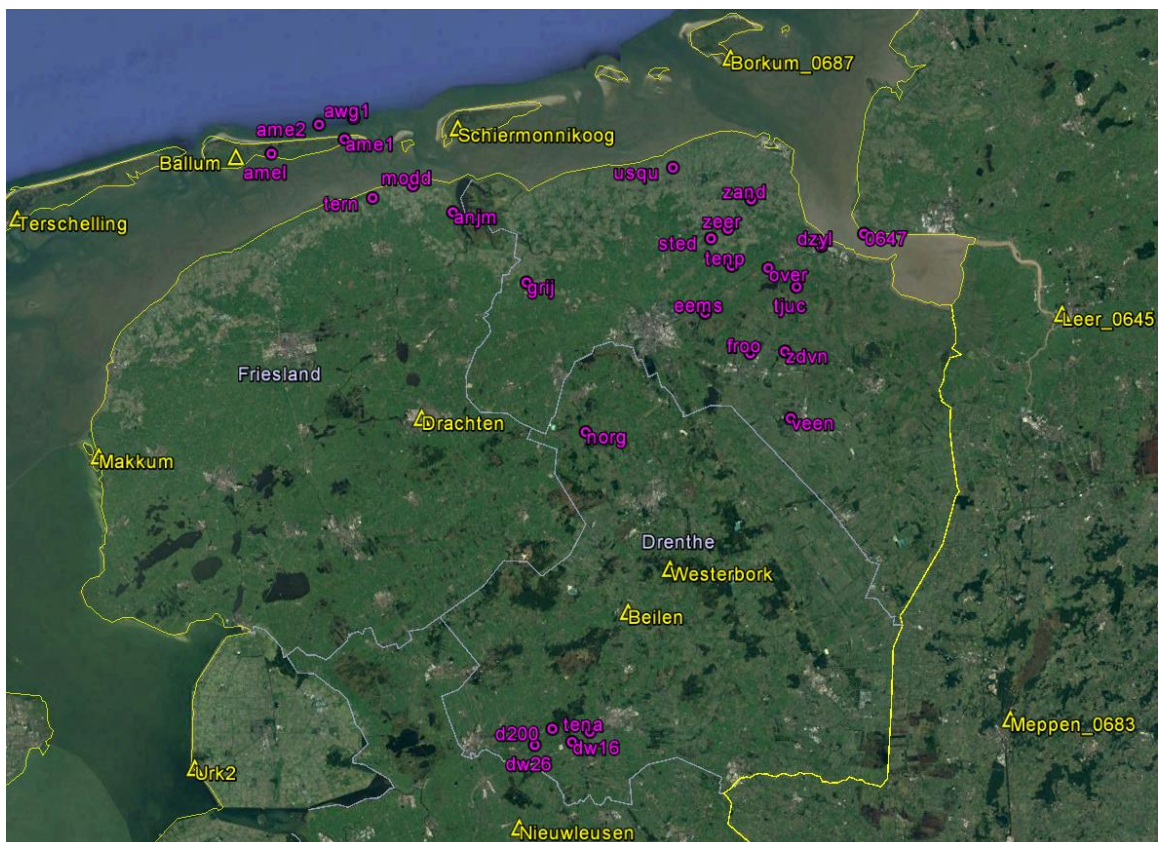 Borkum_0687
awg1
ame2
Schiermonnikoog
ame1
Ballum
amel
usqu
modd
zand
tern
anjm
Terschelling
zeer
sted
dzyl
0647
tenp
over
grij
tjuc
eems
Leer_0645
froo
zdvn
Friesland
Drachten
veen
norg
Makkum
Drenthe
Westerbork
Beilen
tena
d200
dw16
dw26
Meppen_0683
Urk2
Nieuwleusen